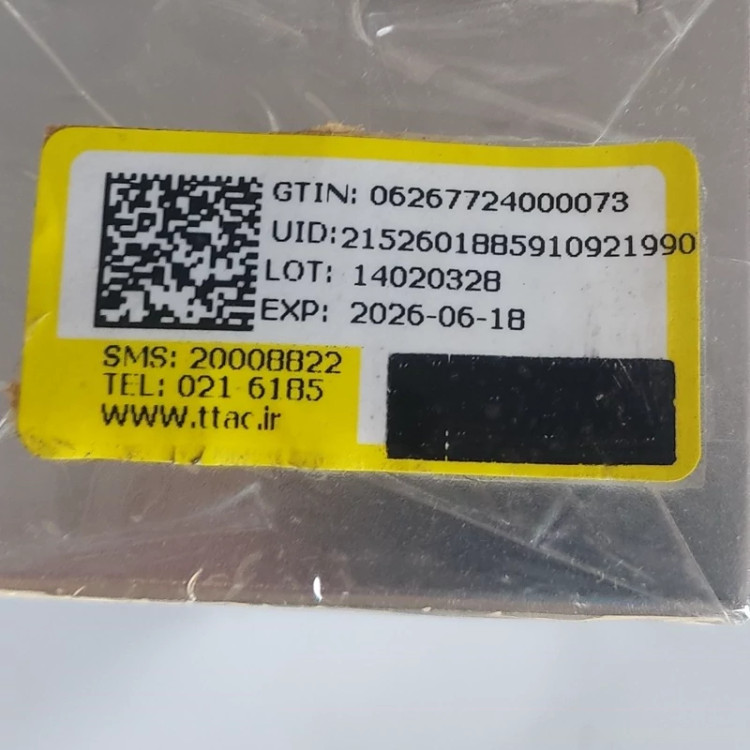 GTIN: 06267724000073
UID:21526018859109219​90
LOT: 14020328
EXP: 2026-06-18
SMS: 20008822
TEL: 021 6185
WWW.ttac.ir